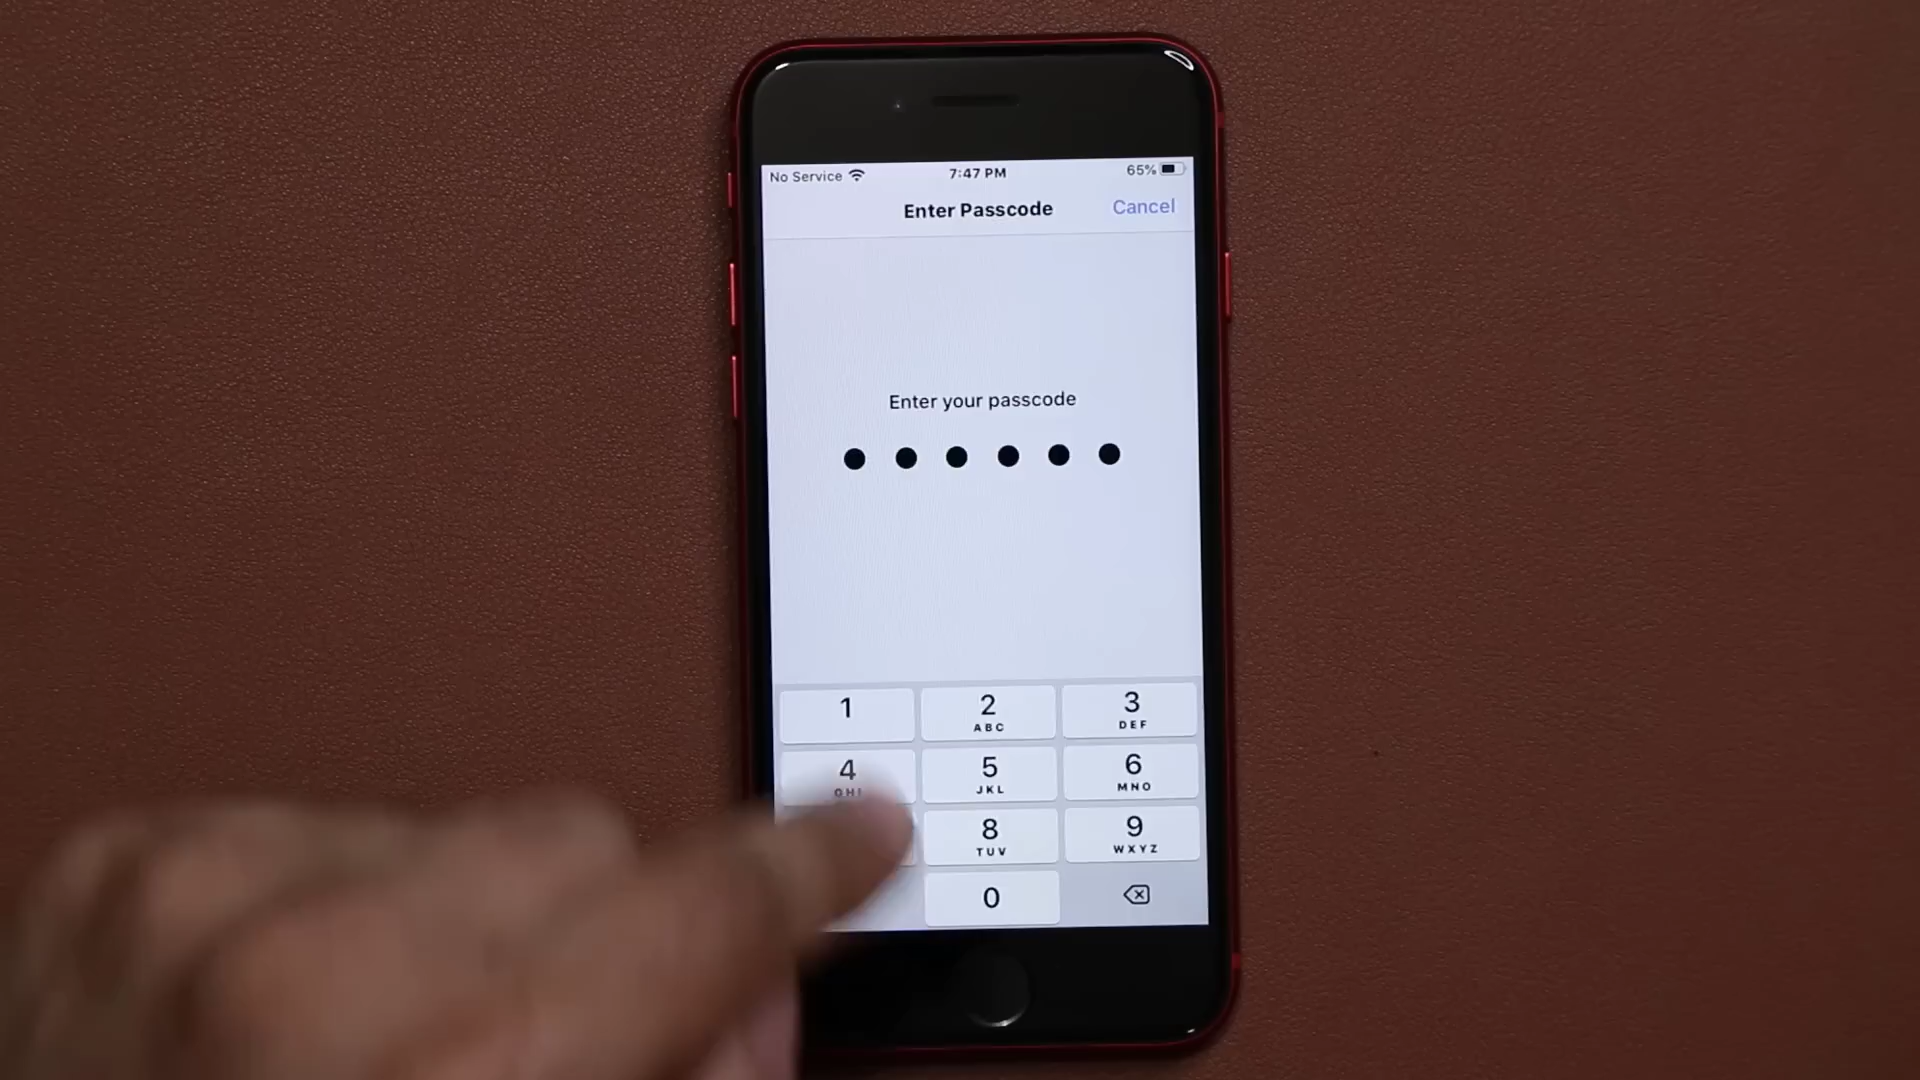 No Service 7:47 PM 65%
Enter Passcode Cancel
Enter your passcode
1 2 3
ABC DEF
4 5 6
GHI JKL MNO
8 9
TUV WXYZ
0